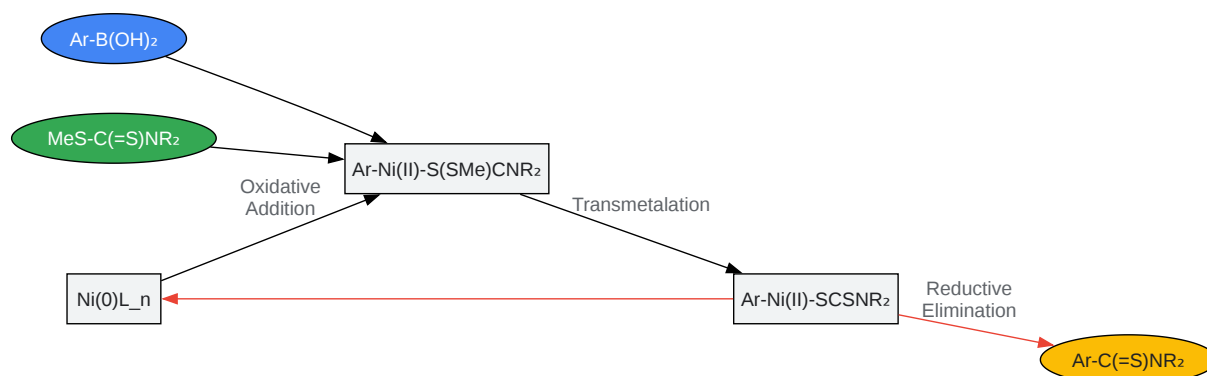 Ar-B(OH)₂
MeS-C(=S)NR₂
Ar-Ni(II)-S(SMe)CNR₂
Oxidative
Addition
Transmetalation
Ni(0)L_n
Ar-Ni(II)-SCSNR₂
Reductive
Elimination
Ar-C(=S)NR₂